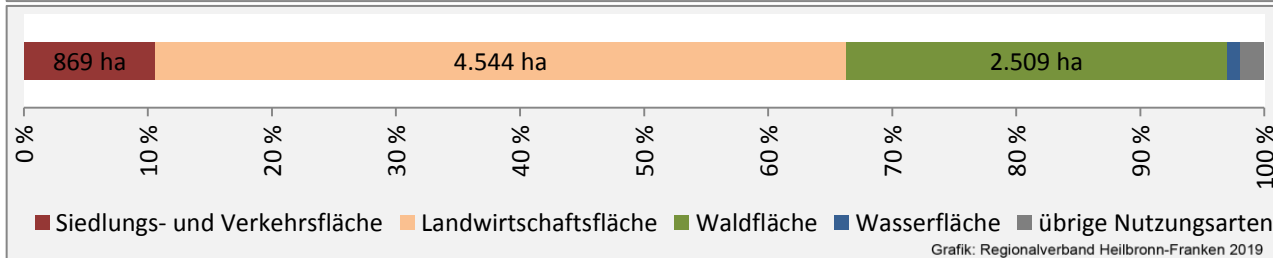 869 ha 4.544 ha 2.509 ha
0 % 10 % 20 % 30 % 40 % 50 % 60 % 70 % 80 % 90 % 100 %
Siedlungs- und Verkehrsfläche Landwirtschaftsfläche Waldfläche Wasserfläche übrige Nutzungsarten
Grafik: Regionalverband Heilbronn-Franken 2019